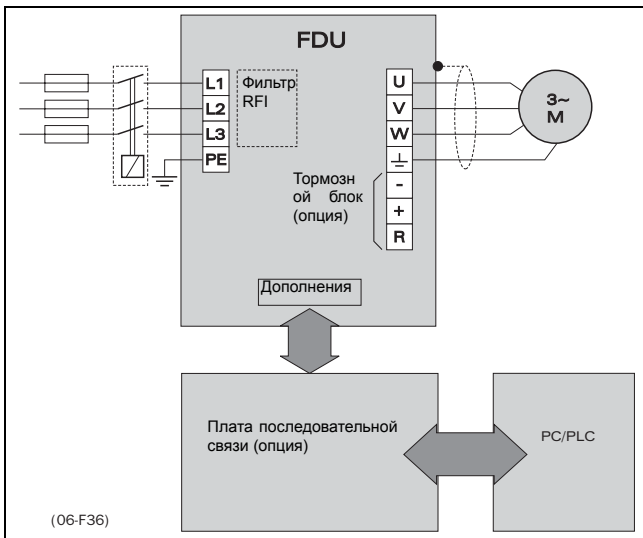 FDU
L1
L2
L3
PE
Фильтр
RFI
U
V
W
-
+
R
3~
M
Тормозн
ой блок
(опция)
Дополнения
Плата последовательной
связи (опция)
PC/PLC
(06-F36)